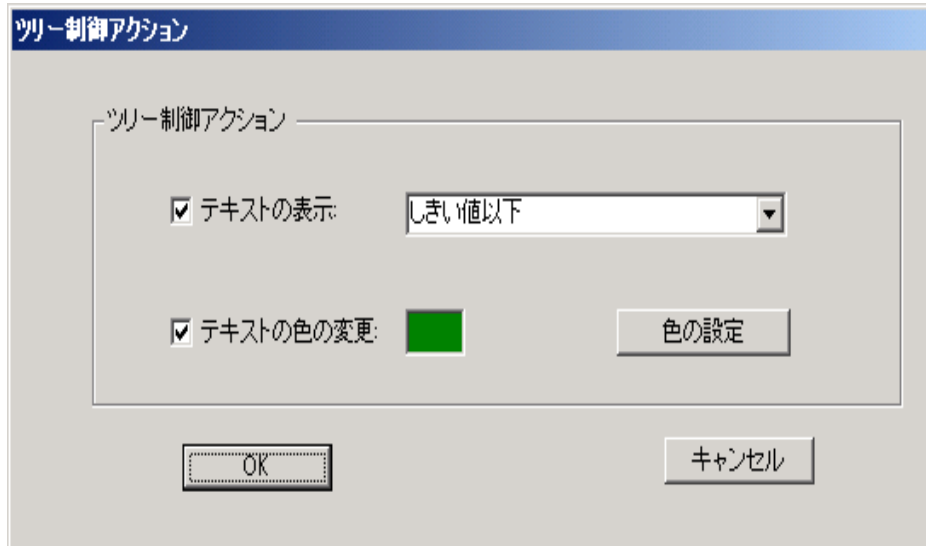 ツリー制御アクション
ツリー制御アクション
テキストの表示:
しきい値以下
テキストの色の変更:
色の設定
OK
キャンセル